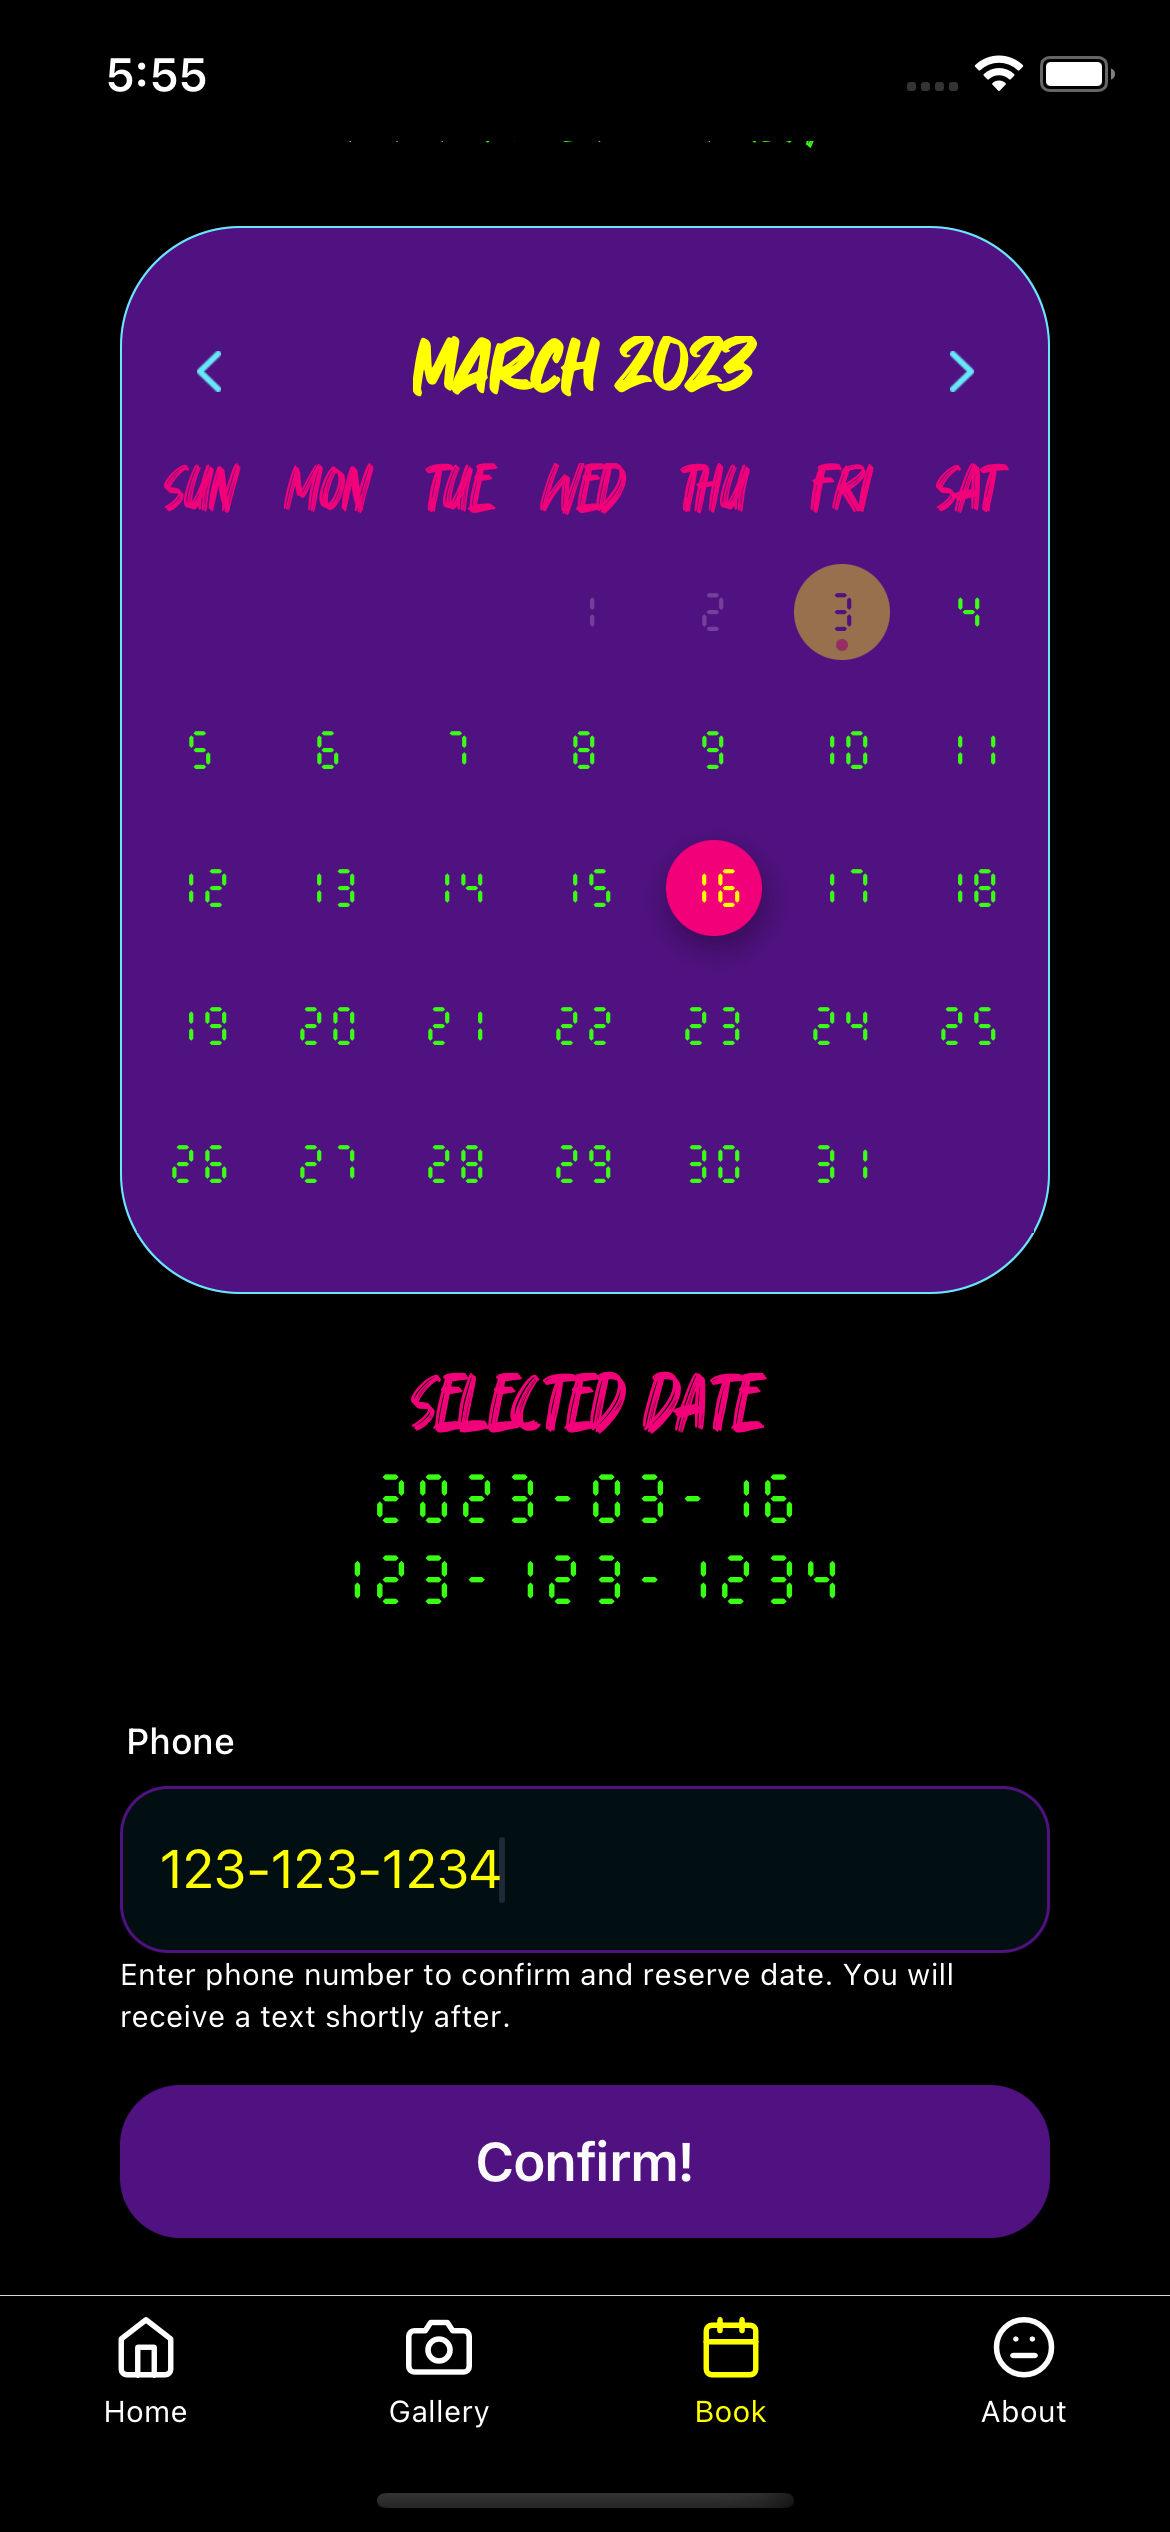 5:55
MARCH 2023
SUN MON TUE WED THU FRI SAT
1 2 3 4
5 6 7 8 9 10 11
12 13 14 15 16 17 18
19 20 21 22 23 24 25
26 27 28 29 30 31
SELECTED DATE
2023-03-16
123-123-1234
Phone
123-123-1234
Enter phone number to confirm and reserve date. You will
receive a text shortly after.
Confirm!
Home Gallery Book About